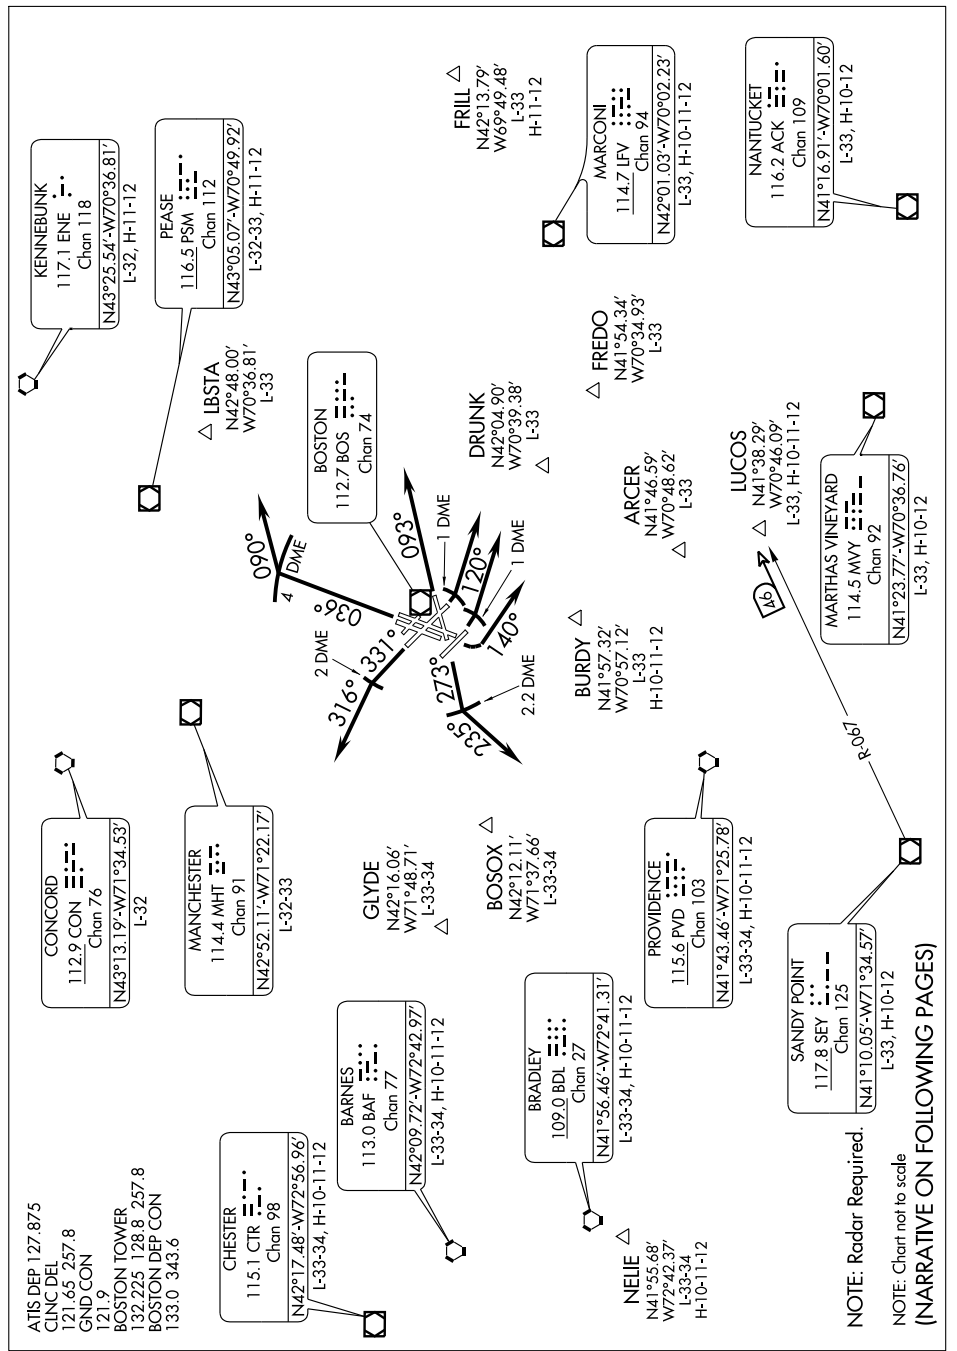 ATIS DEP 127.875
CLNC DEL
121.65 257.8
GND CON
121.9
BOSTON TOWER
132.225 128.8 257.8
BOSTON DEP CON
133.0 343.6
CONCORD
112.9 CON
Chan 76
N43°13.19′-W71°34.53′
L-32
KENNEBUNK
117.1 ENE
Chan 118
N43°25.54′-W70°36.81′
L-32, H-11-12
PEASE
116.5 PSM
Chan 112
N43°05.07′-W70°49.92′
L-32-33, H-11-12
MANCHESTER
114.4 MHT
Chan 91
N42°52.11′-W71°22.17′
L-32-33
LBSTA
N42°48.00′
W70°36.81′
L-33
CHESTER
115.1 CTR
Chan 98
N42°17.48′-W72°56.96′
L-33-34, H-10-11-12
BARNES
113.0 BAF
Chan 77
N42°09.72′-W72°42.97′
L-33-34, H-10-11-12
GLYDE
N42°16.06′
W71°48.71′
L-33-34
BOSTON
112.7 BOS
Chan 74
090°
4 DME
036°
2 DME
331°
316°
093°
1 DME
120°
1 DME
140°
273°
235°
2.2 DME
FRILL
N42°13.79′
W69°49.48′
L-33
H-11-12
BOSOX
N42°12.11′
W71°37.66′
L-33-34
DRUNK
N42°04.90′
W70°39.38′
L-33
BRADLEY
109.0 BDL
Chan 27
N41°56.46′-W72°41.31′
L-33-34, H-10-11-12
NELIE
N41°55.68′
W72°42.37′
L-33-34
H-10-11-12
BURDY
N41°57.32′
W70°57.12′
L-33
H-10-11-12
ARCER
N41°46.59′
W70°48.62′
L-33
FREDO
N41°54.34′
W70°34.93′
L-33
MARCONI
114.7 LFV
Chan 94
N42°01.03′-W70°02.23′
L-33, H-10-11-12
PROVIDENCE
115.6 PVD
Chan 103
N41°43.46′-W71°25.78′
L-33-34, H-10-11-12
LUCOS
N41°38.29′
W70°46.09′
L-33, H-10-11-12
46
R-067
NANTUCKET
116.2 ACK
Chan 109
N41°16.91′-W70°01.60′
L-33, H-10-12
MARTHAS VINEYARD
114.5 MVY
Chan 92
N41°23.77′-W70°36.76′
L-33, H-10-12
SANDY POINT
117.8 SEY
Chan 125
N41°10.05′-W71°34.57′
L-33, H-10-12
NOTE: Radar Required.
NOTE: Chart not to scale
(NARRATIVE ON FOLLOWING PAGES)